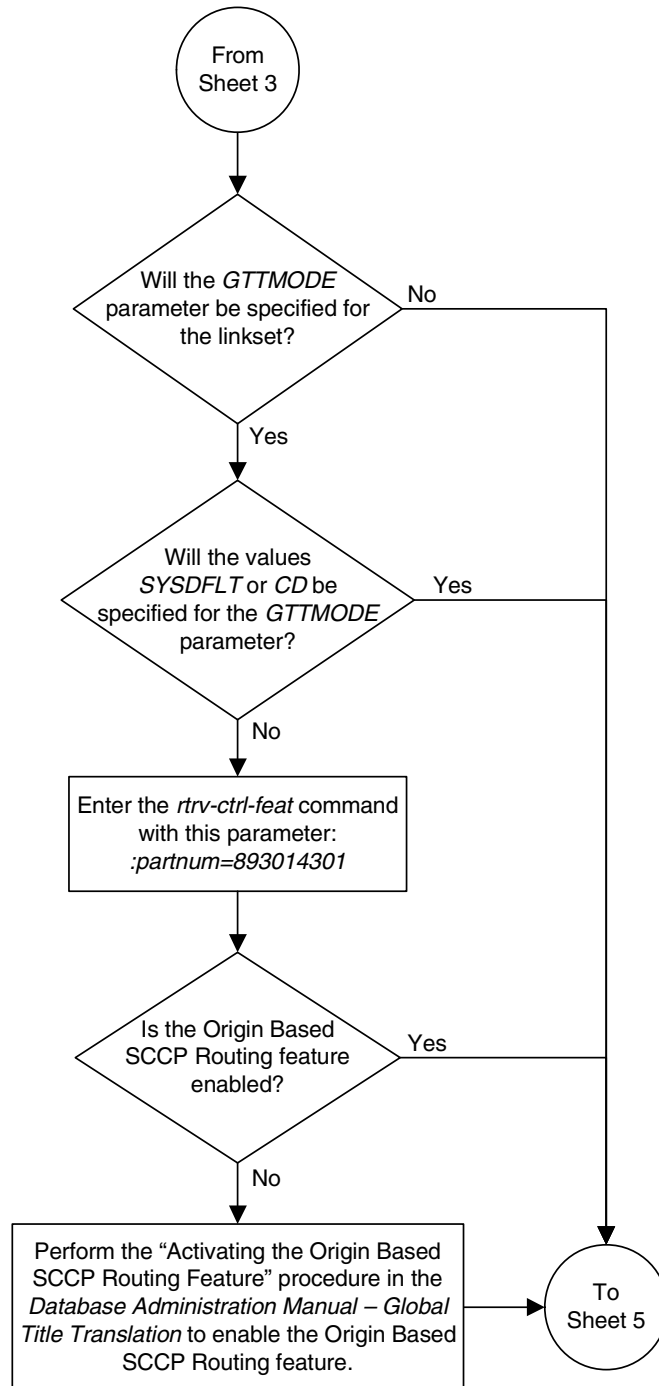 From
Sheet 3
Will the GTTMODE
parameter be specified for
the linkset?
No
Yes
Will the values
SYSDFLT or CD be
specified for the GTTMODE
parameter?
Yes
No
Enter the rtrv-ctrl-feat command
with this parameter:
:partnum=893014301
Is the Origin Based
SCCP Routing feature
enabled?
Yes
No
Perform the “Activating the Origin Based
SCCP Routing Feature” procedure in the
Database Administration Manual – Global
Title Translation to enable the Origin Based
SCCP Routing feature.
To
Sheet 5